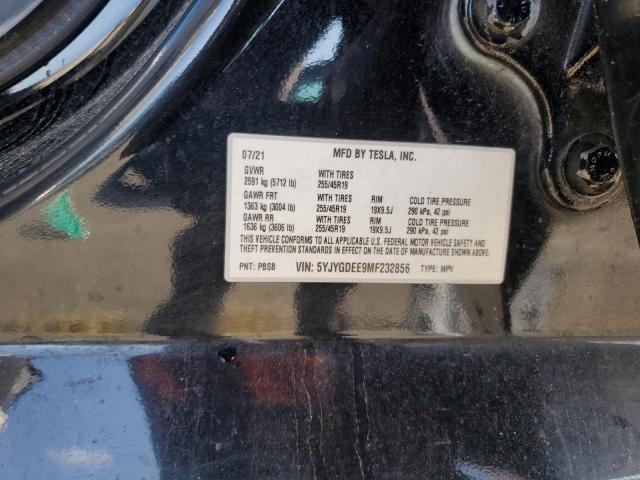 07/21 MFD BY TESLA, INC.
GVWR WITH TIRES
2591 kg (5712 lb) 255/45R19
GAWR FRT WITH TIRES RIM COLD TIRE PRESSURE
1363 kg (3004 lb) 255/45R19 19X9.5J 290 kPa, 42 psi
GAWR RR WITH TIRES RIM COLD TIRE PRESSURE
1636 kg (3606 lb) 255/45R19 19X9.5J 290 kPa, 42 psi
THIS VEHICLE CONFORMS TO ALL APPLICABLE U.S. FEDERAL MOTOR VEHICLE SAFETY AND
THEFT PREVENTION STANDARDS IN EFFECT ON THE DATE OF MANUFACTURE SHOWN ABOVE.
PNT: PBSB VIN: 5YJYGDEE9MF232856 TYPE: MPV